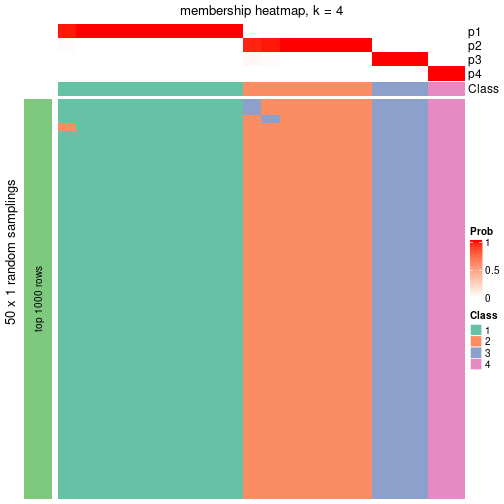 membership heatmap, k = 4
p1
p2
p3
p4
Class
50 x 1 random samplings
top 1000 rows
Prob
1
0.5
0
Class
1
2
3
4